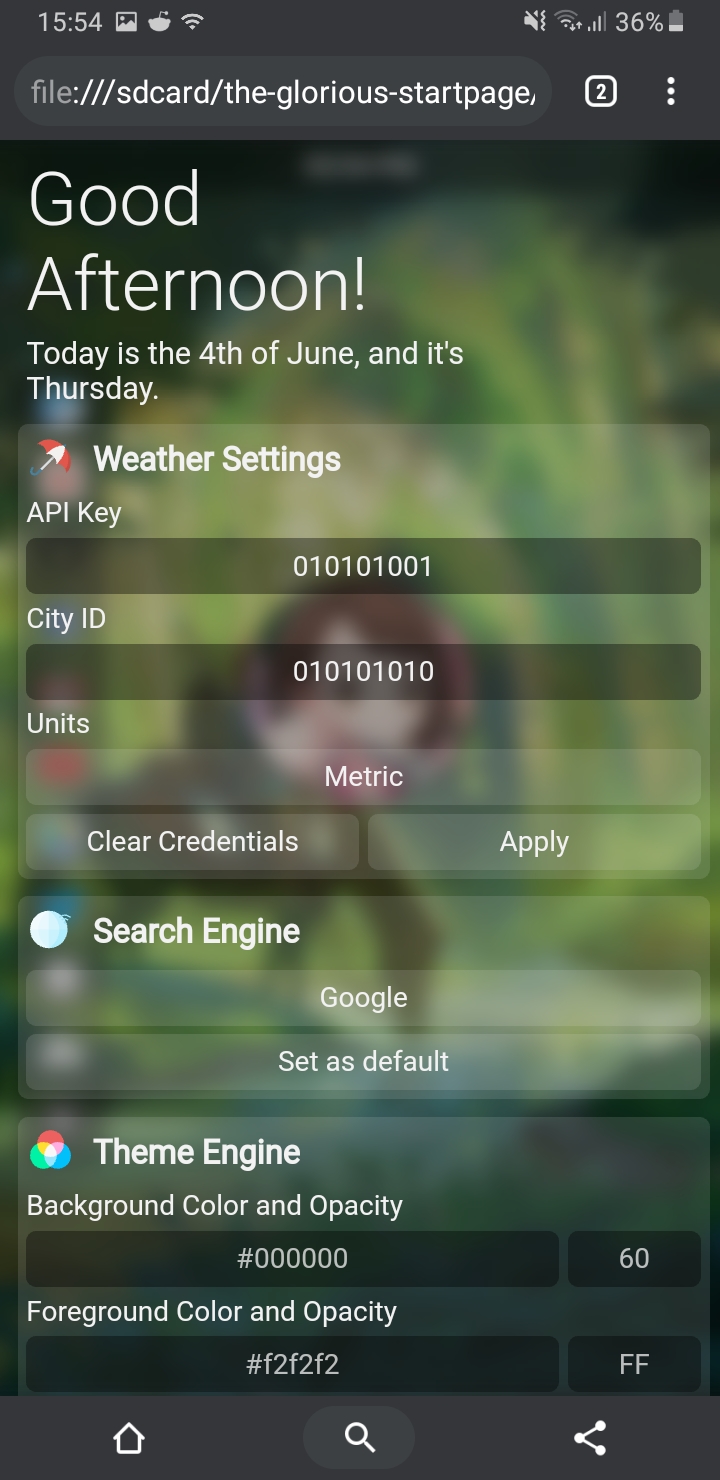 15:54 36%
file:///sdcard/the-glorious-startpage/
2
Good
Afternoon!
Today is the 4th of June, and it's
Thursday.
Weather Settings
API Key
010101001
City ID
010101010
Units
Metric
Clear Credentials Apply
Search Engine
Google
Set as default
Theme Engine
Background Color and Opacity
#000000 60
Foreground Color and Opacity
#f2f2f2 FF